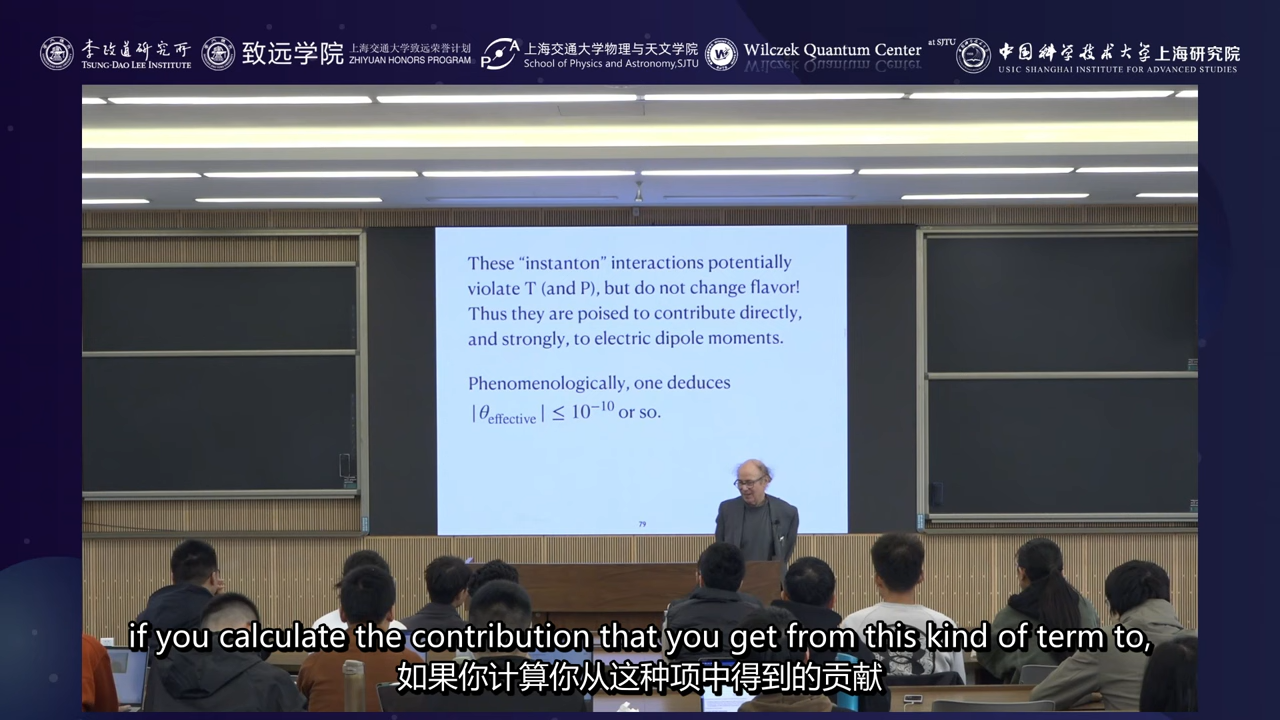 李政道研究所
TSUNG-DAO LEE INSTITUTE
致远学院
上海交通大学致远荣誉计划
ZHIYUAN HONORS PROGRAM
上海交通大学物理与天文学院
School of Physics and Astronomy,SJTU
Wilczek Quantum Center
at SJTU
中国科学技术大学上海研究院
USTC SHANGHAI INSTITUTE FOR ADVANCED STUDIES
These “instanton” interactions potentially
violate T (and P), but do not change flavor!
Thus they are poised to contribute directly,
and strongly, to electric dipole moments.
Phenomenologically, one deduces
|θeffective| ≤ 10⁻¹⁰ or so.
79
if you calculate the contribution that you get from this kind of term to,
如果你计算你从这种项中得到的贡献